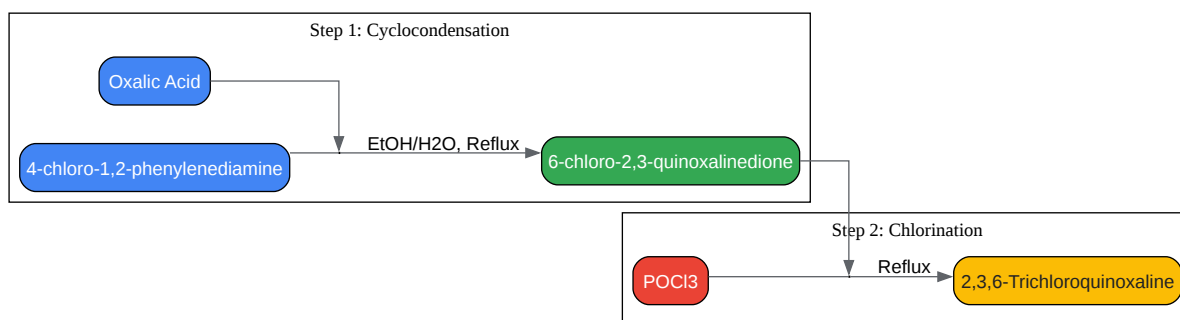 Step 1: Cyclocondensation
Oxalic Acid
4-chloro-1,2-phenylenediamine
EtOH/H2O, Reflux
6-chloro-2,3-quinoxalinedione
Step 2: Chlorination
POCl3
Reflux
2,3,6-Trichloroquinoxaline